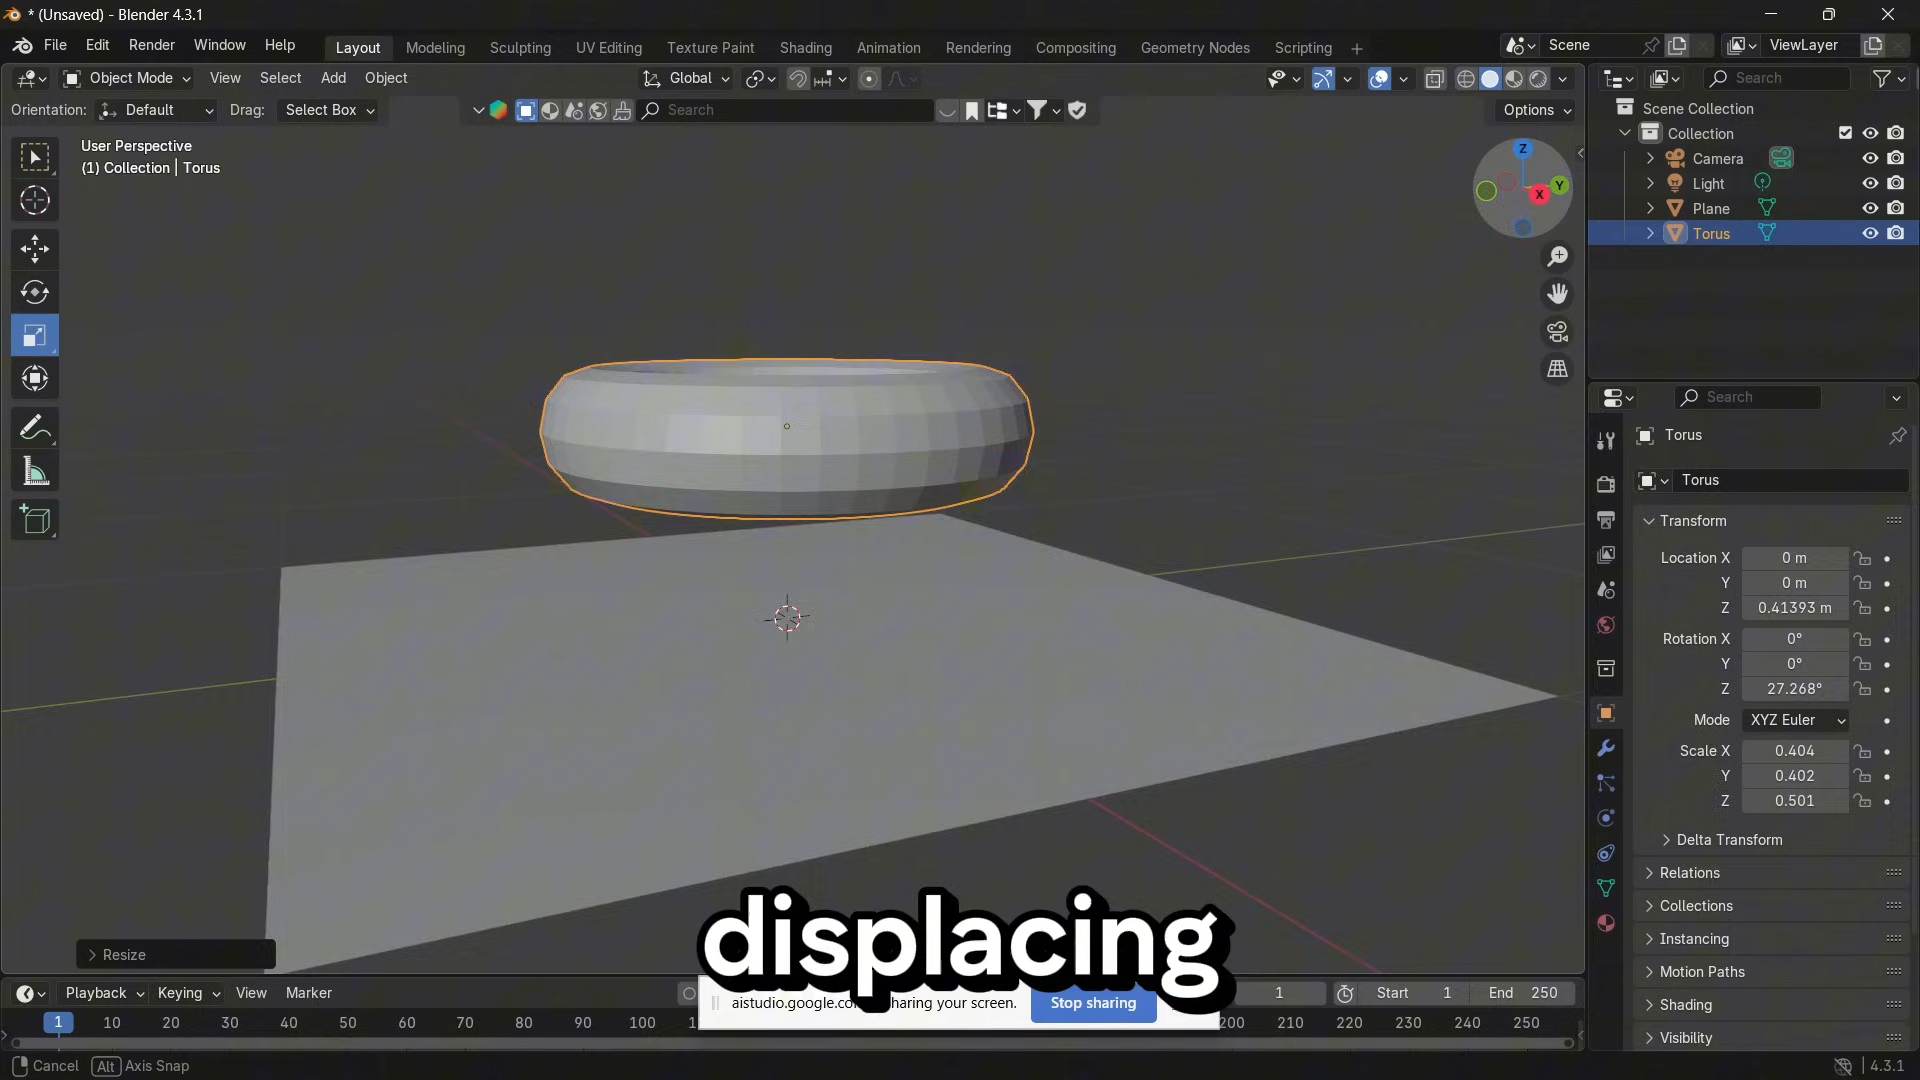 * (Unsaved) - Blender 4.3.1
File Edit Render Window Help
Layout Modeling Sculpting UV Editing Texture Paint Shading Animation Rendering Compositing Geometry Nodes Scripting +
Scene
ViewLayer
Object Mode View Select Add Object
Global
Search
Orientation: Default Drag: Select Box
Search
Options
User Perspective
(1) Collection | Torus
Z
Y
X
Scene Collection
Collection
Camera
Light
Plane
Torus
Search
Torus
Torus
Transform
Location X 0 m
Y 0 m
Z 0.41393 m
Rotation X 0°
Y 0°
Z 27.268°
Mode XYZ Euler
Scale X 0.404
Y 0.402
Z 0.501
Delta Transform
Relations
Collections
Instancing
Motion Paths
Shading
Visibility
Resize
displacing
Playback Keying View Marker
1 Start 1 End 250
sharing your screen. Stop sharing
1 10 20 30 40 50 60 70 80 90 100 200 210 220 230 240 250
Cancel Alt Axis Snap
4.3.1